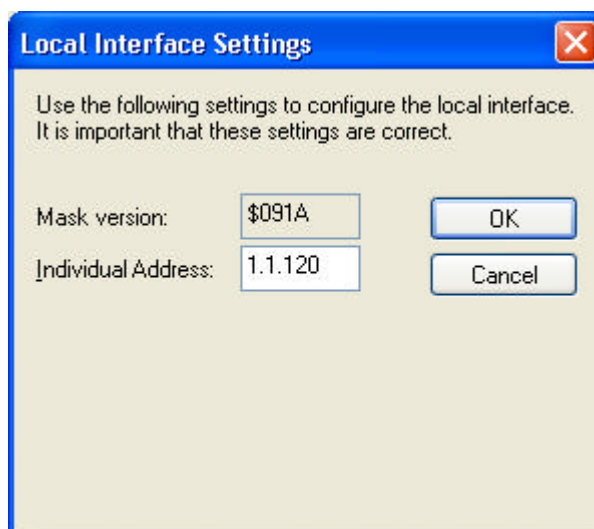 Local Interface Settings
Use the following settings to configure the local interface.
It is important that these settings are correct.
Mask version: $091A OK
Individual Address: 1.1.120 Cancel